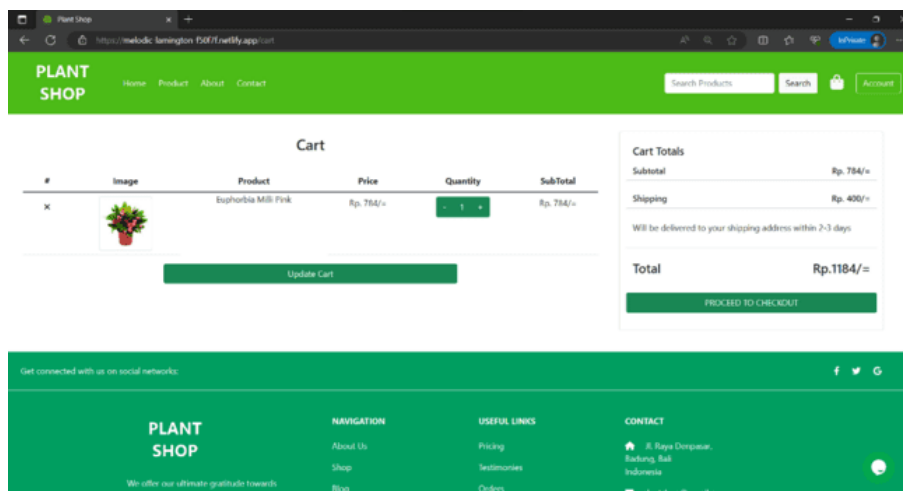 Plant Shop
https://melodic-lamington-f50f7f.netlify.app/cart
InPrivate
PLANT
SHOP
Home Product About Contact
Search Products
Search
Account
Cart
# Image Product Price Quantity SubTotal
× Euphorbia Milli Pink Rp. 784/= - 1 + Rp. 784/=
Update Cart
Cart Totals
Subtotal Rp. 784/=
Shipping Rp. 400/=
Will be delivered to your shipping address within 2-3 days
Total Rp.1184/=
PROCEED TO CHECKOUT
Get connected with us on social networks:
PLANT
SHOP
We offer our ultimate gratitude towards
NAVIGATION
About Us
Shop
Blog
USEFUL LINKS
Pricing
Testimonies
Orders
CONTACT
Jl. Raya Denpasar,
Badung, Bali
Indonesia